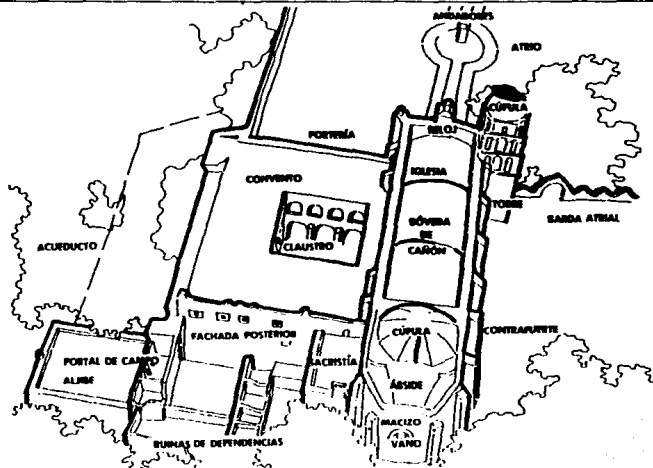 ANDADORES
ATRIO
CÚPULA
RELOJ
PORTERÍA
IGLESIA
CONVENTO
TORRE
BARDA ATRIAL
BÓVEDA
DE
CAÑÓN
ACUEDUCTO
CLAUSTRO
CÚPULA
CONTRAFUERTE
FACHADA POSTERIOR
PORTAL DE CAMPO
SACRISTÍA
ALJIBE
ÁBSIDE
MACIZO
VANO
RUINAS DE DEPENDENCIAS